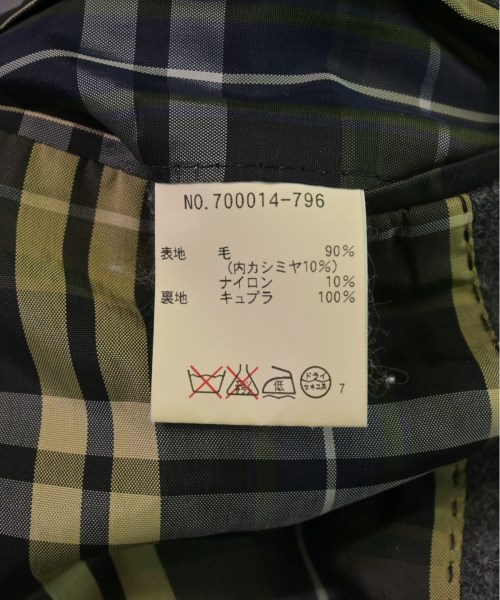 NO.700014-796
表地 毛 90%
(内カシミヤ10%)
ナイロン 10%
裏地 キュプラ 100%
低 ドライ 7